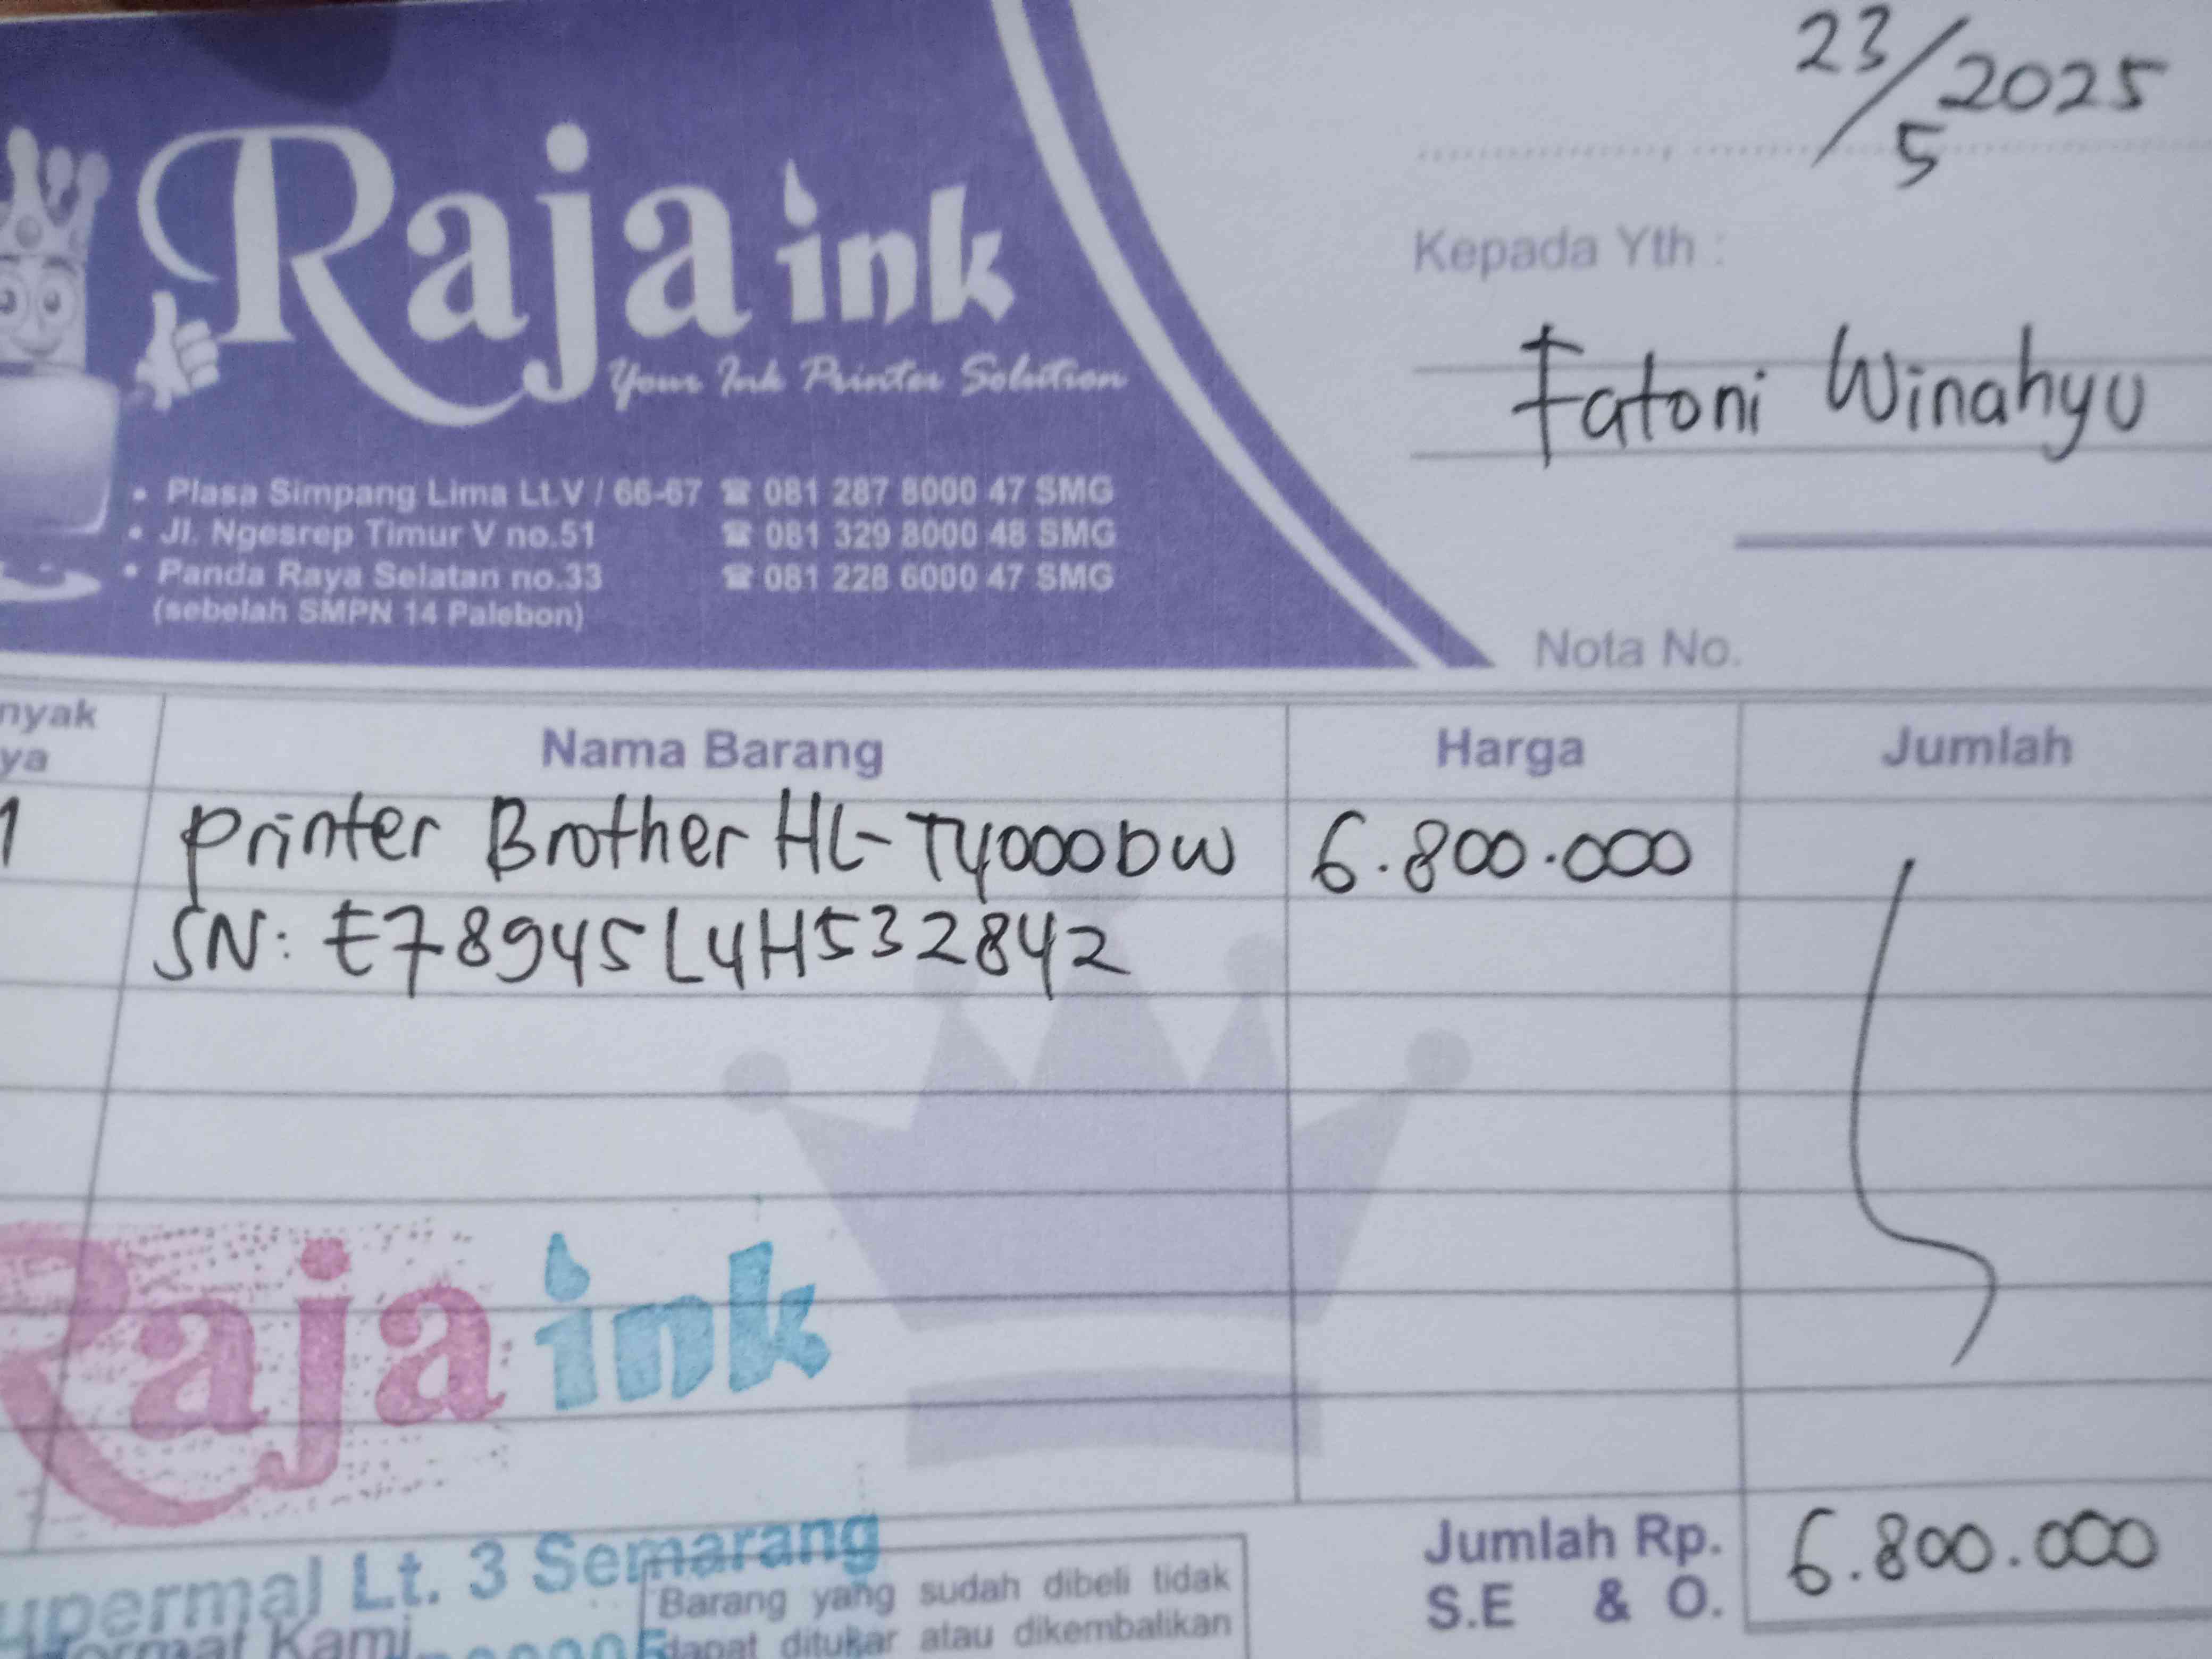 23/5 2025
Raja ink
Your Ink Printer Solution
Kepada Yth :
Fatoni Winahyu
• Plasa Simpang Lima Lt.V / 66-67 ☎ 081 287 8000 47 SMG
• Jl. Ngesrep Timur V no.51 ☎ 081 329 8000 48 SMG
• Panda Raya Selatan no.33 ☎ 081 228 6000 47 SMG
(sebelah SMPN 14 Palebon)
Nota No.
nyak
ya
Nama Barang Harga Jumlah
1 Printer Brother HL-T4000DW 6.800.000
SN: E78945L4H532842
Raja ink
upermal Lt. 3 Semarang
Barang yang sudah dibeli tidak
dapat ditukar atau dikembalikan
Hormat Kami
Jumlah Rp. 6.800.000
S.E & O.